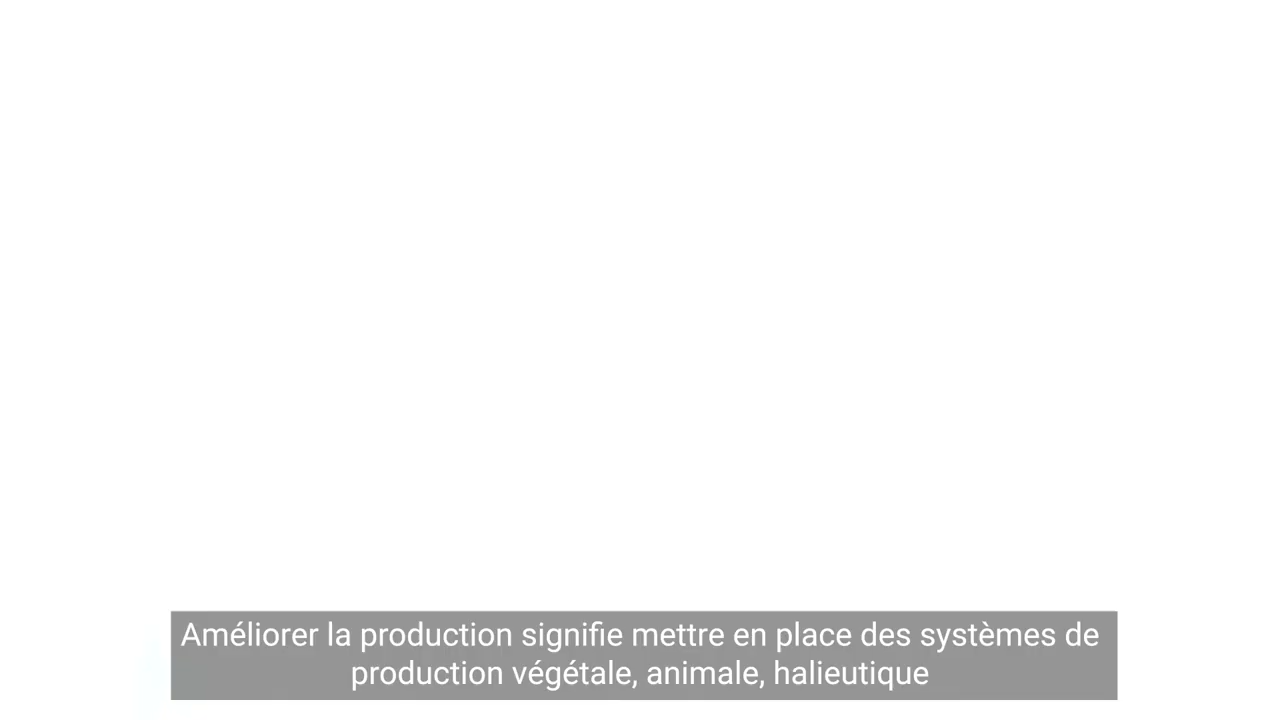 Améliorer la production signifie mettre en place des systèmes de
production végétale, animale, halieutique